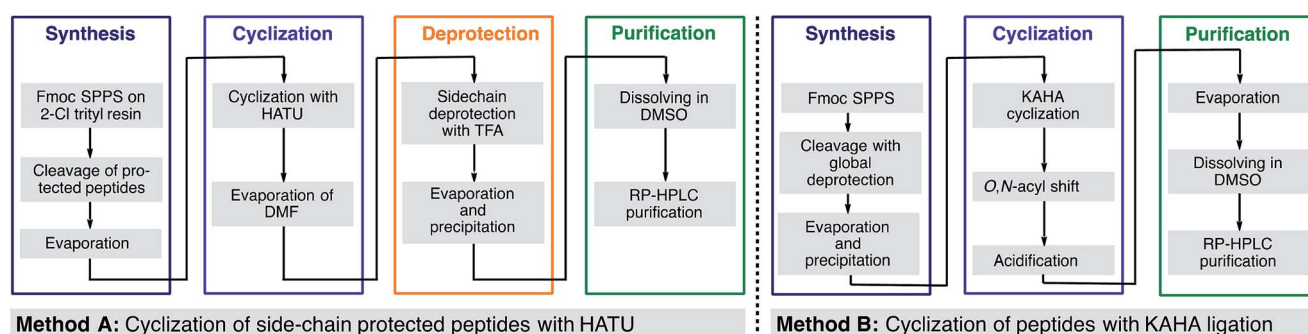 Synthesis
Fmoc SPPS on
2-Cl trityl resin
Cleavage of pro-
tected peptides
Evaporation
Cyclization
Cyclization with
HATU
Evaporation of
DMF
Deprotection
Sidechain
deprotection
with TFA
Evaporation
and
precipitation
Purification
Dissolving in
DMSO
RP-HPLC
purification
Method A: Cyclization of side-chain protected peptides with HATU
Synthesis
Fmoc SPPS
Cleavage with
global
deprotection
Evaporation
and
precipitation
Cyclization
KAHA
cyclization
O,N-acyl shift
Acidification
Purification
Evaporation
Dissolving in
DMSO
RP-HPLC
purification
Method B: Cyclization of peptides with KAHA ligation